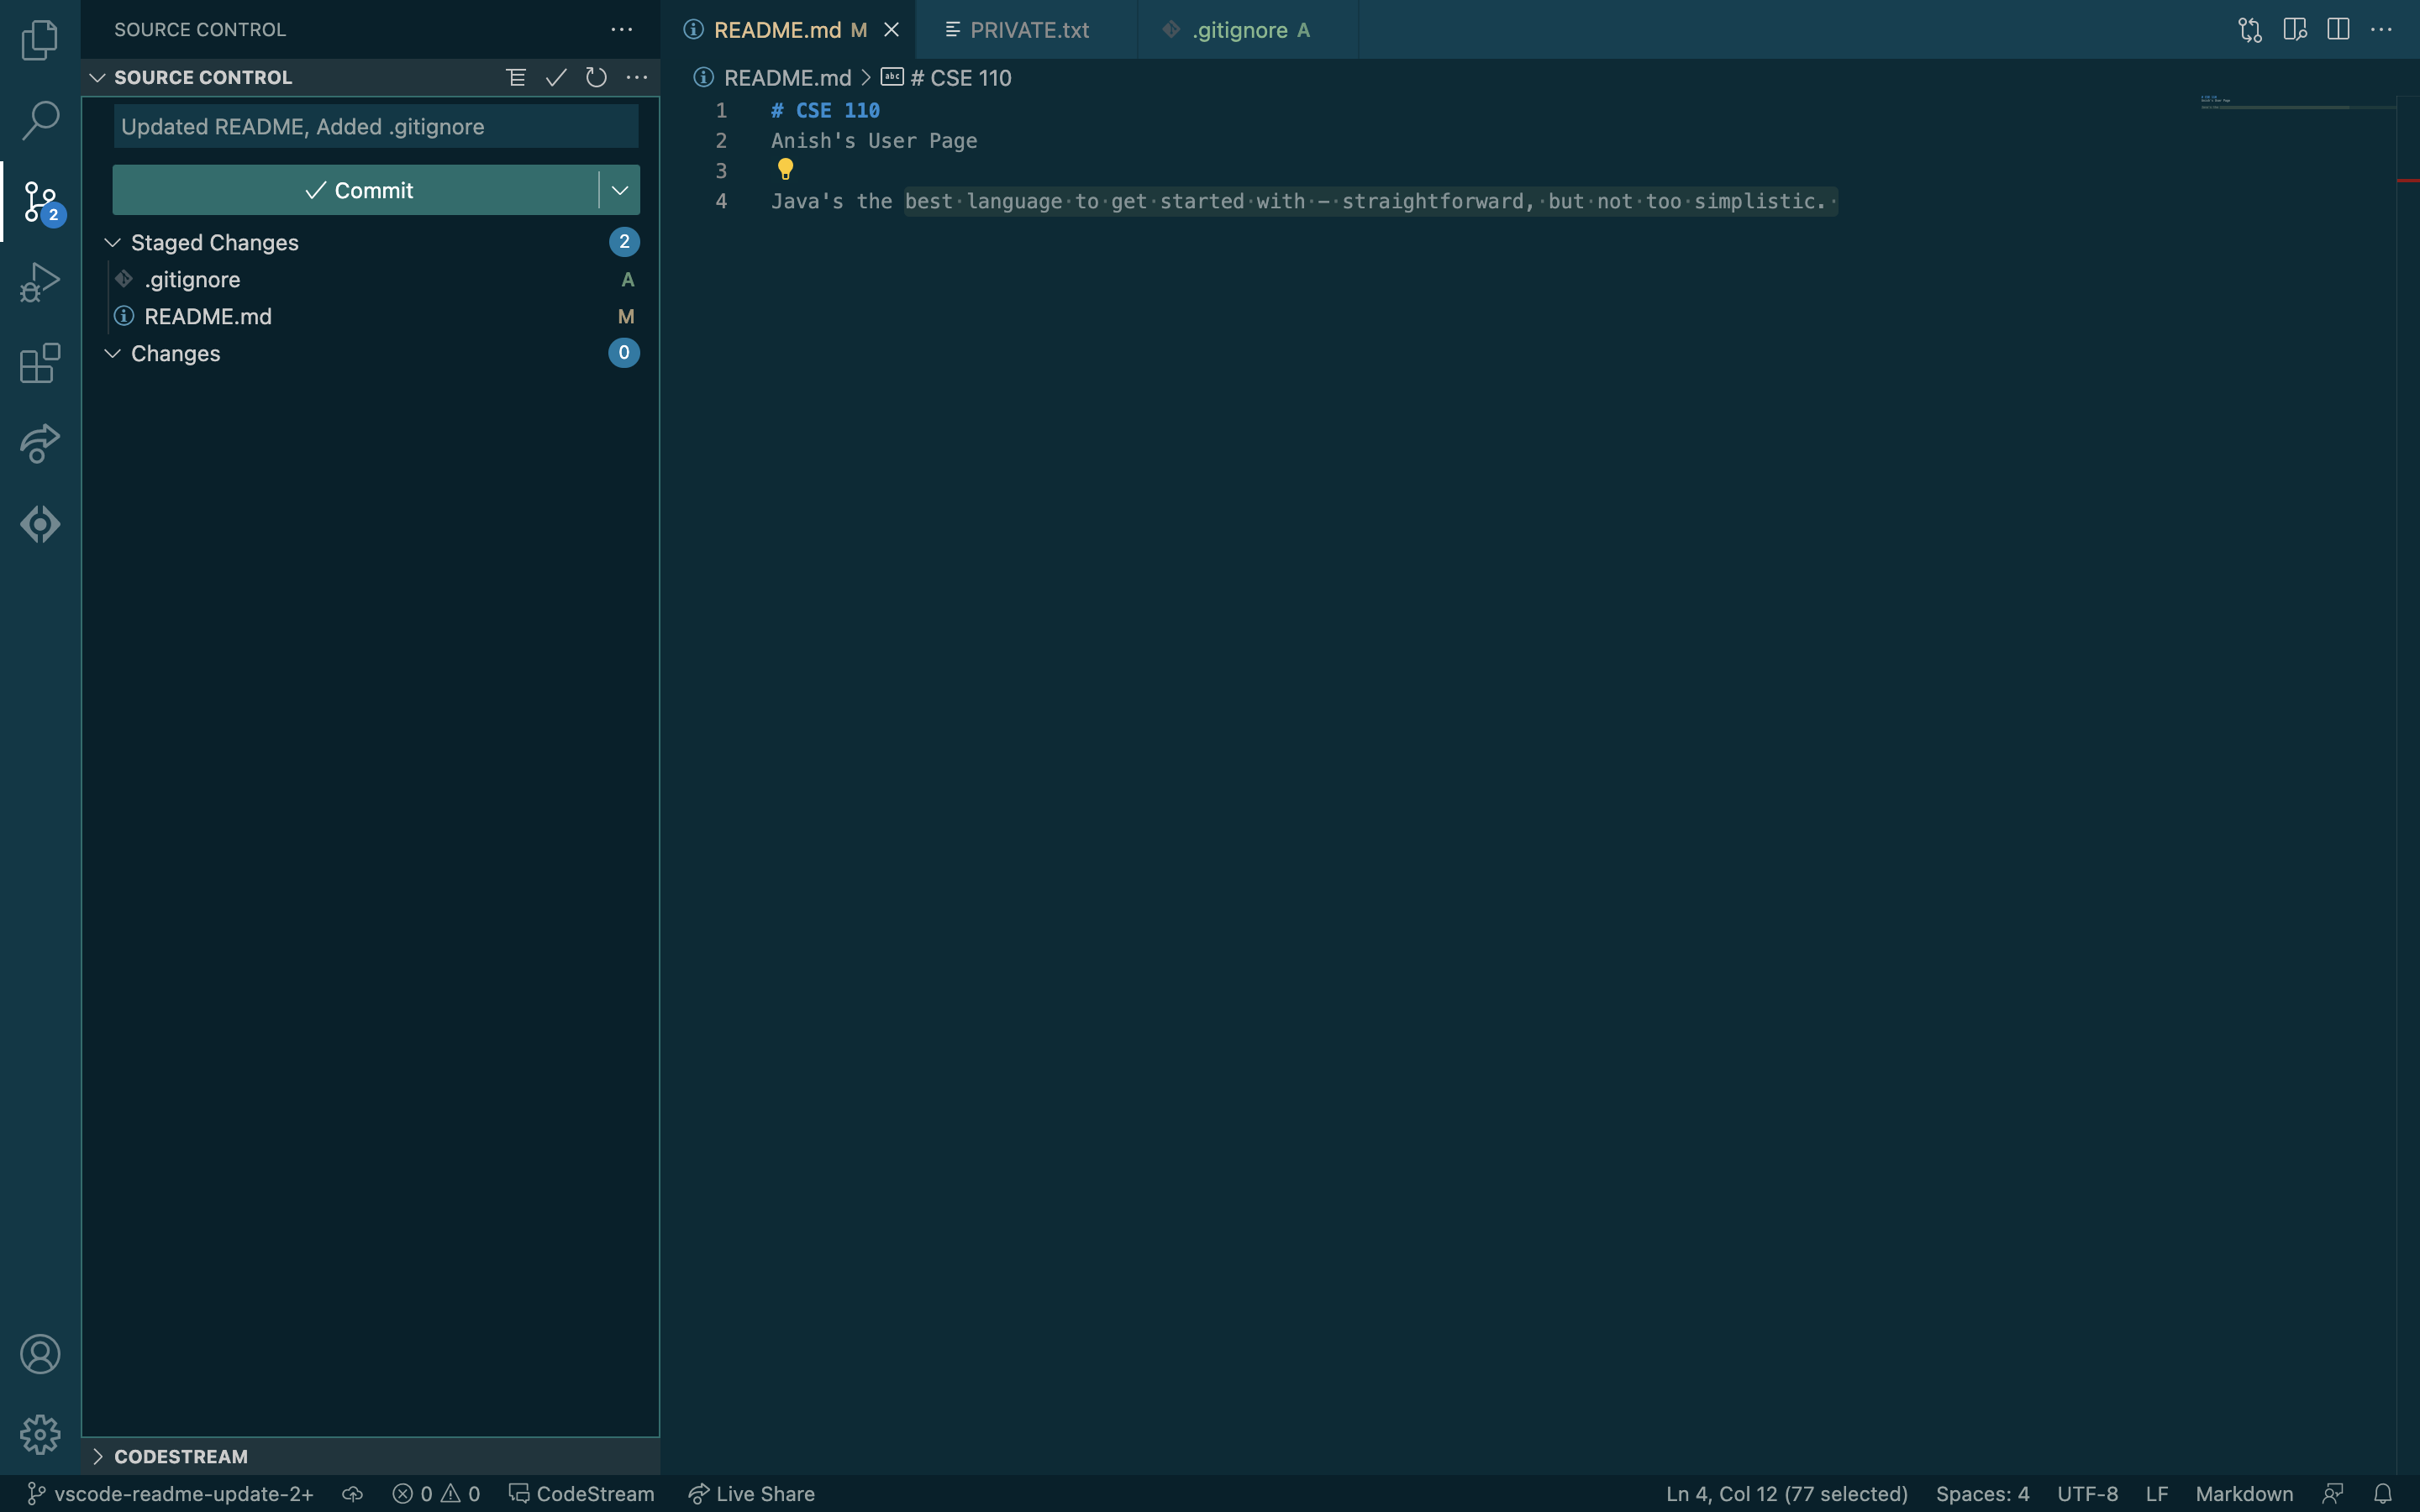 SOURCE CONTROL
SOURCE CONTROL
Updated README, Added .gitignore
Commit
Staged Changes 2
.gitignore A
README.md M
Changes 0
2
CODESTREAM
README.md M
PRIVATE.txt
.gitignore A
README.md > abc # CSE 110
1 # CSE 110
2 Anish's User Page
3
4 Java's the best·language·to·get·started·with·–·straightforward,·but·not·too·simplistic.·
vscode-readme-update-2+ 0 0 CodeStream Live Share
Ln 4, Col 12 (77 selected) Spaces: 4 UTF-8 LF Markdown